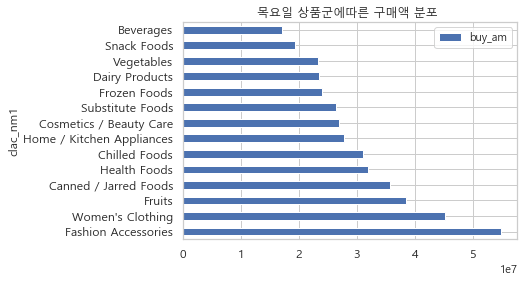 목요일 상품군에따른 구매액 분포
buy_am
clac_nm1
Beverages
Snack Foods
Vegetables
Dairy Products
Frozen Foods
Substitute Foods
Cosmetics / Beauty Care
Home / Kitchen Appliances
Chilled Foods
Health Foods
Canned / Jarred Foods
Fruits
Women's Clothing
Fashion Accessories
0 1 2 3 4 5
1e7